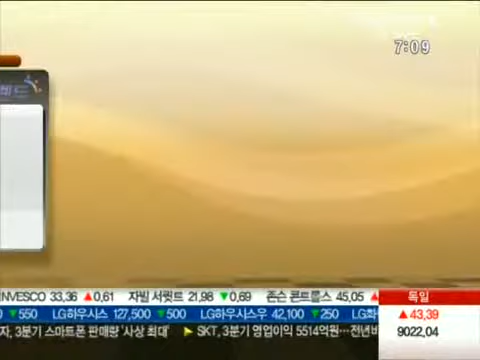 7:09
INVESCO 33,36 ▲0,61 자빌 서킷트 21,98 ▼0,69 존슨 콘트롤스 45,05 ▲
▼550 LG하우시스 127,500 ▼500 LG하우시스우 42,100 ▼250 LG화
자, 3분기 스마트폰 판매량 '사상 최대' ▶ SKT, 3분기 영업이익 5514억원…전년비
독일
▲43,39
9022,04